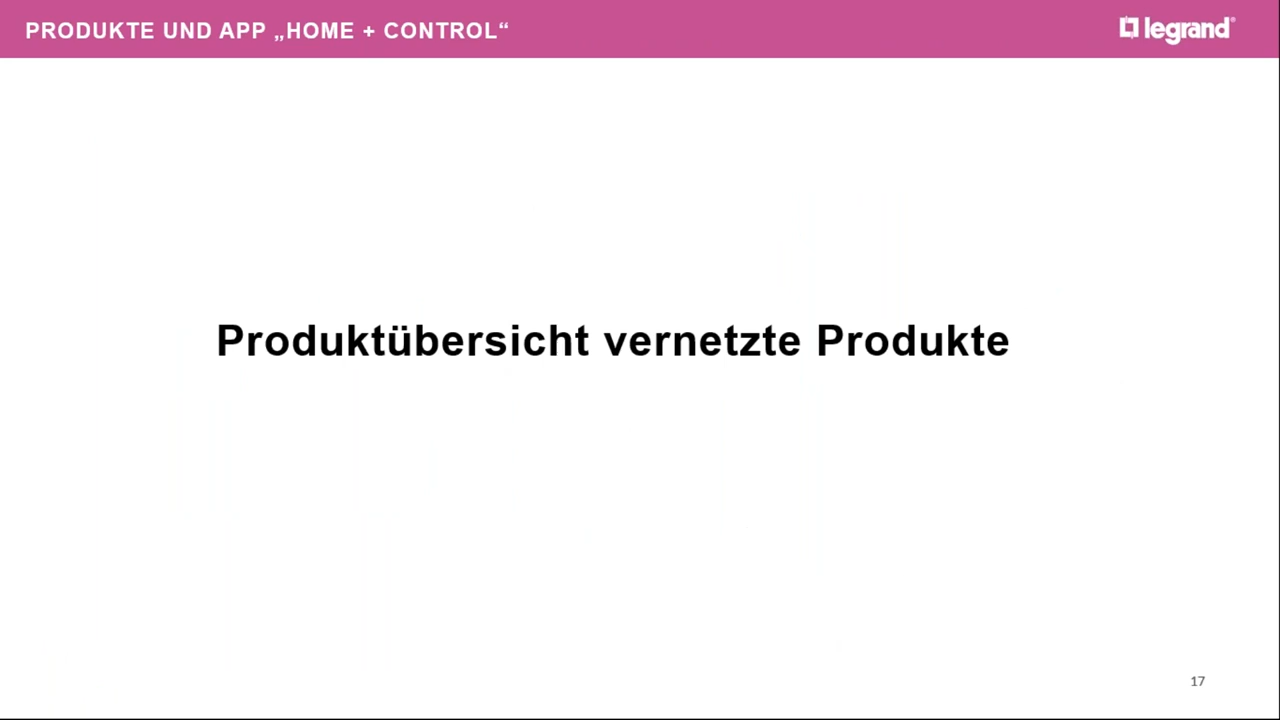 PRODUKTE UND APP „HOME + CONTROL“
legrand®
Produktübersicht vernetzte Produkte
17